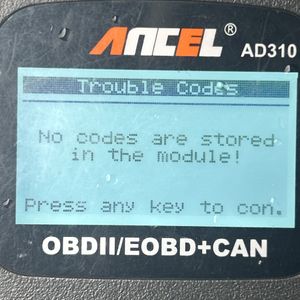 ANCEL® AD310
Trouble Codes
No codes are stored
in the module!
Press any key to con.
OBDII/EOBD+CAN